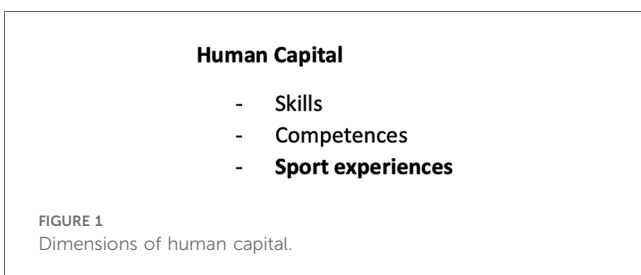 Human Capital
- Skills
- Competences
- Sport experiences
FIGURE 1
Dimensions of human capital.